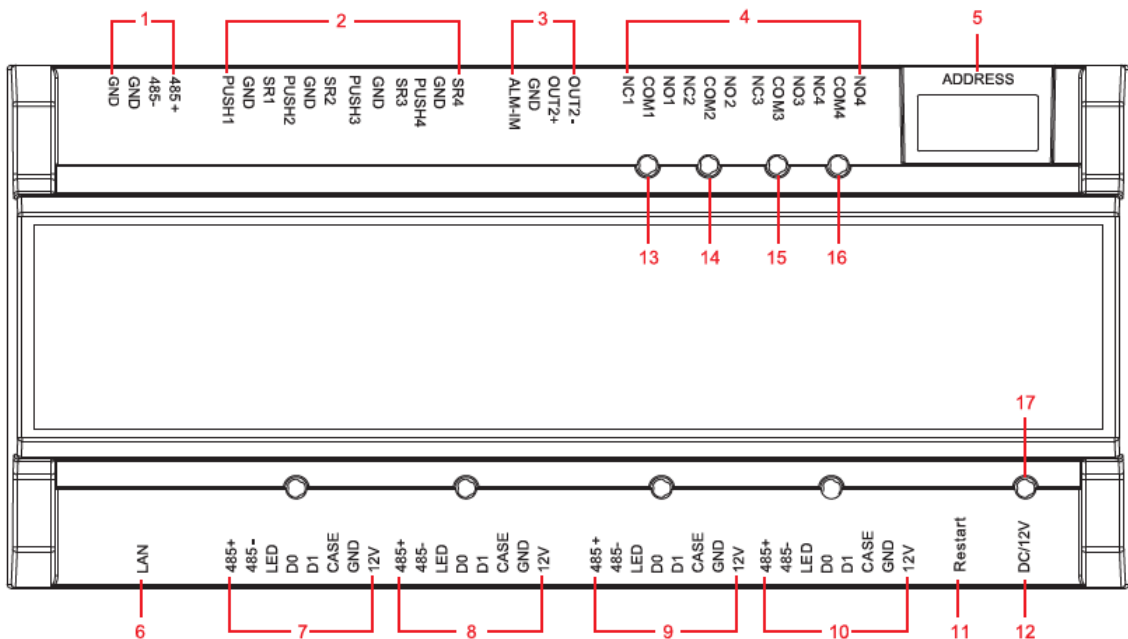 1 2 3 4 5
GND
GND
485-
485+
PUSH1
GND
SR1
PUSH2
GND
SR2
PUSH3
GND
SR3
PUSH4
GND
SR4
ALM-IM
GND
OUT2+
OUT2-
NC1
COM1
NO1
NC2
COM2
NO2
NC3
COM3
NO3
NC4
COM4
NO4
ADDRESS
13 14 15 16
17
LAN
485+
485-
LED
D0
D1
CASE
GND
12V
485+
485-
LED
D0
D1
CASE
GND
12V
485+
485-
LED
D0
D1
CASE
GND
12V
485+
485-
LED
D0
D1
CASE
GND
12V
Restart
DC/12V
6 7 8 9 10 11 12